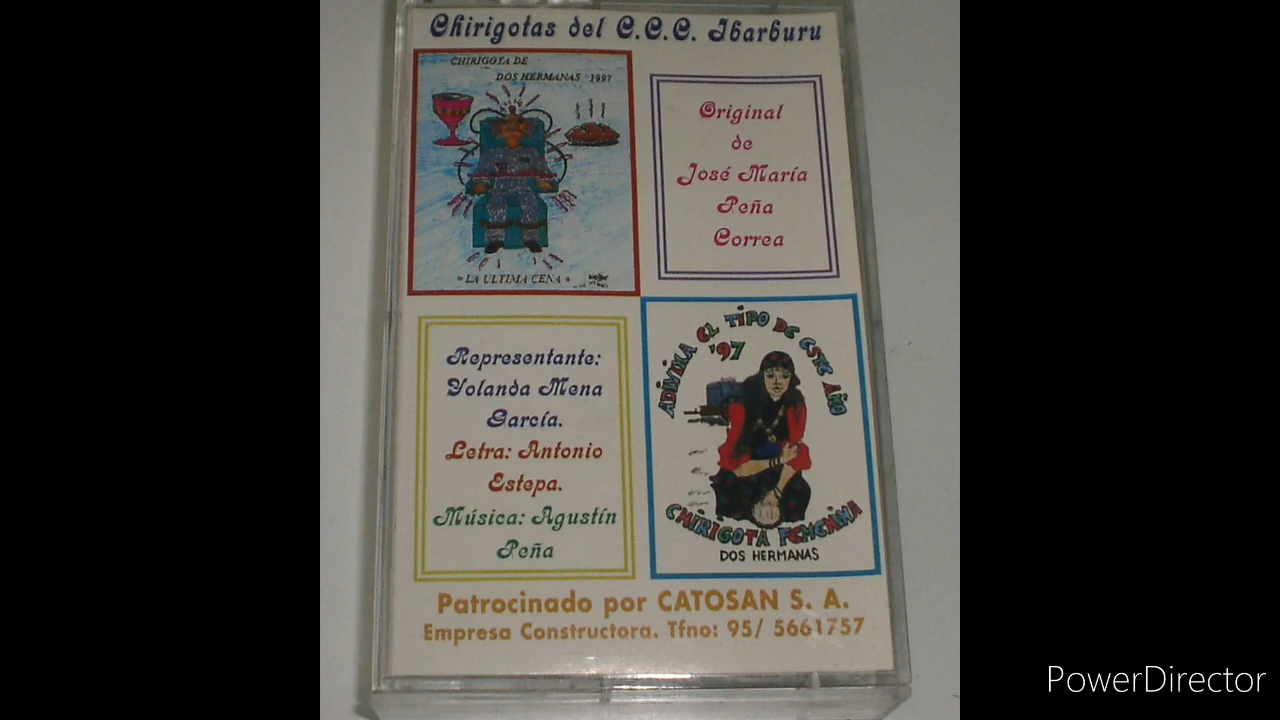 Chirigotas del C.C.C. Ibarburu
CHIRIGOTA DE
DOS HERMANAS 1997
"LA ULTIMA CENA"
Original
de
José María
Peña
Correa
Representante:
Yolanda Mena
García.
Letra: Antonio
Estepa.
Música: Agustín
Peña
ADIVINA EL TIPO DE ESTE AÑO
'97
CHIRIGOTA FEMENINA
DOS HERMANAS
Patrocinado por CATOSAN S. A.
Empresa Constructora. Tfno: 95/ 5661757
PowerDirector